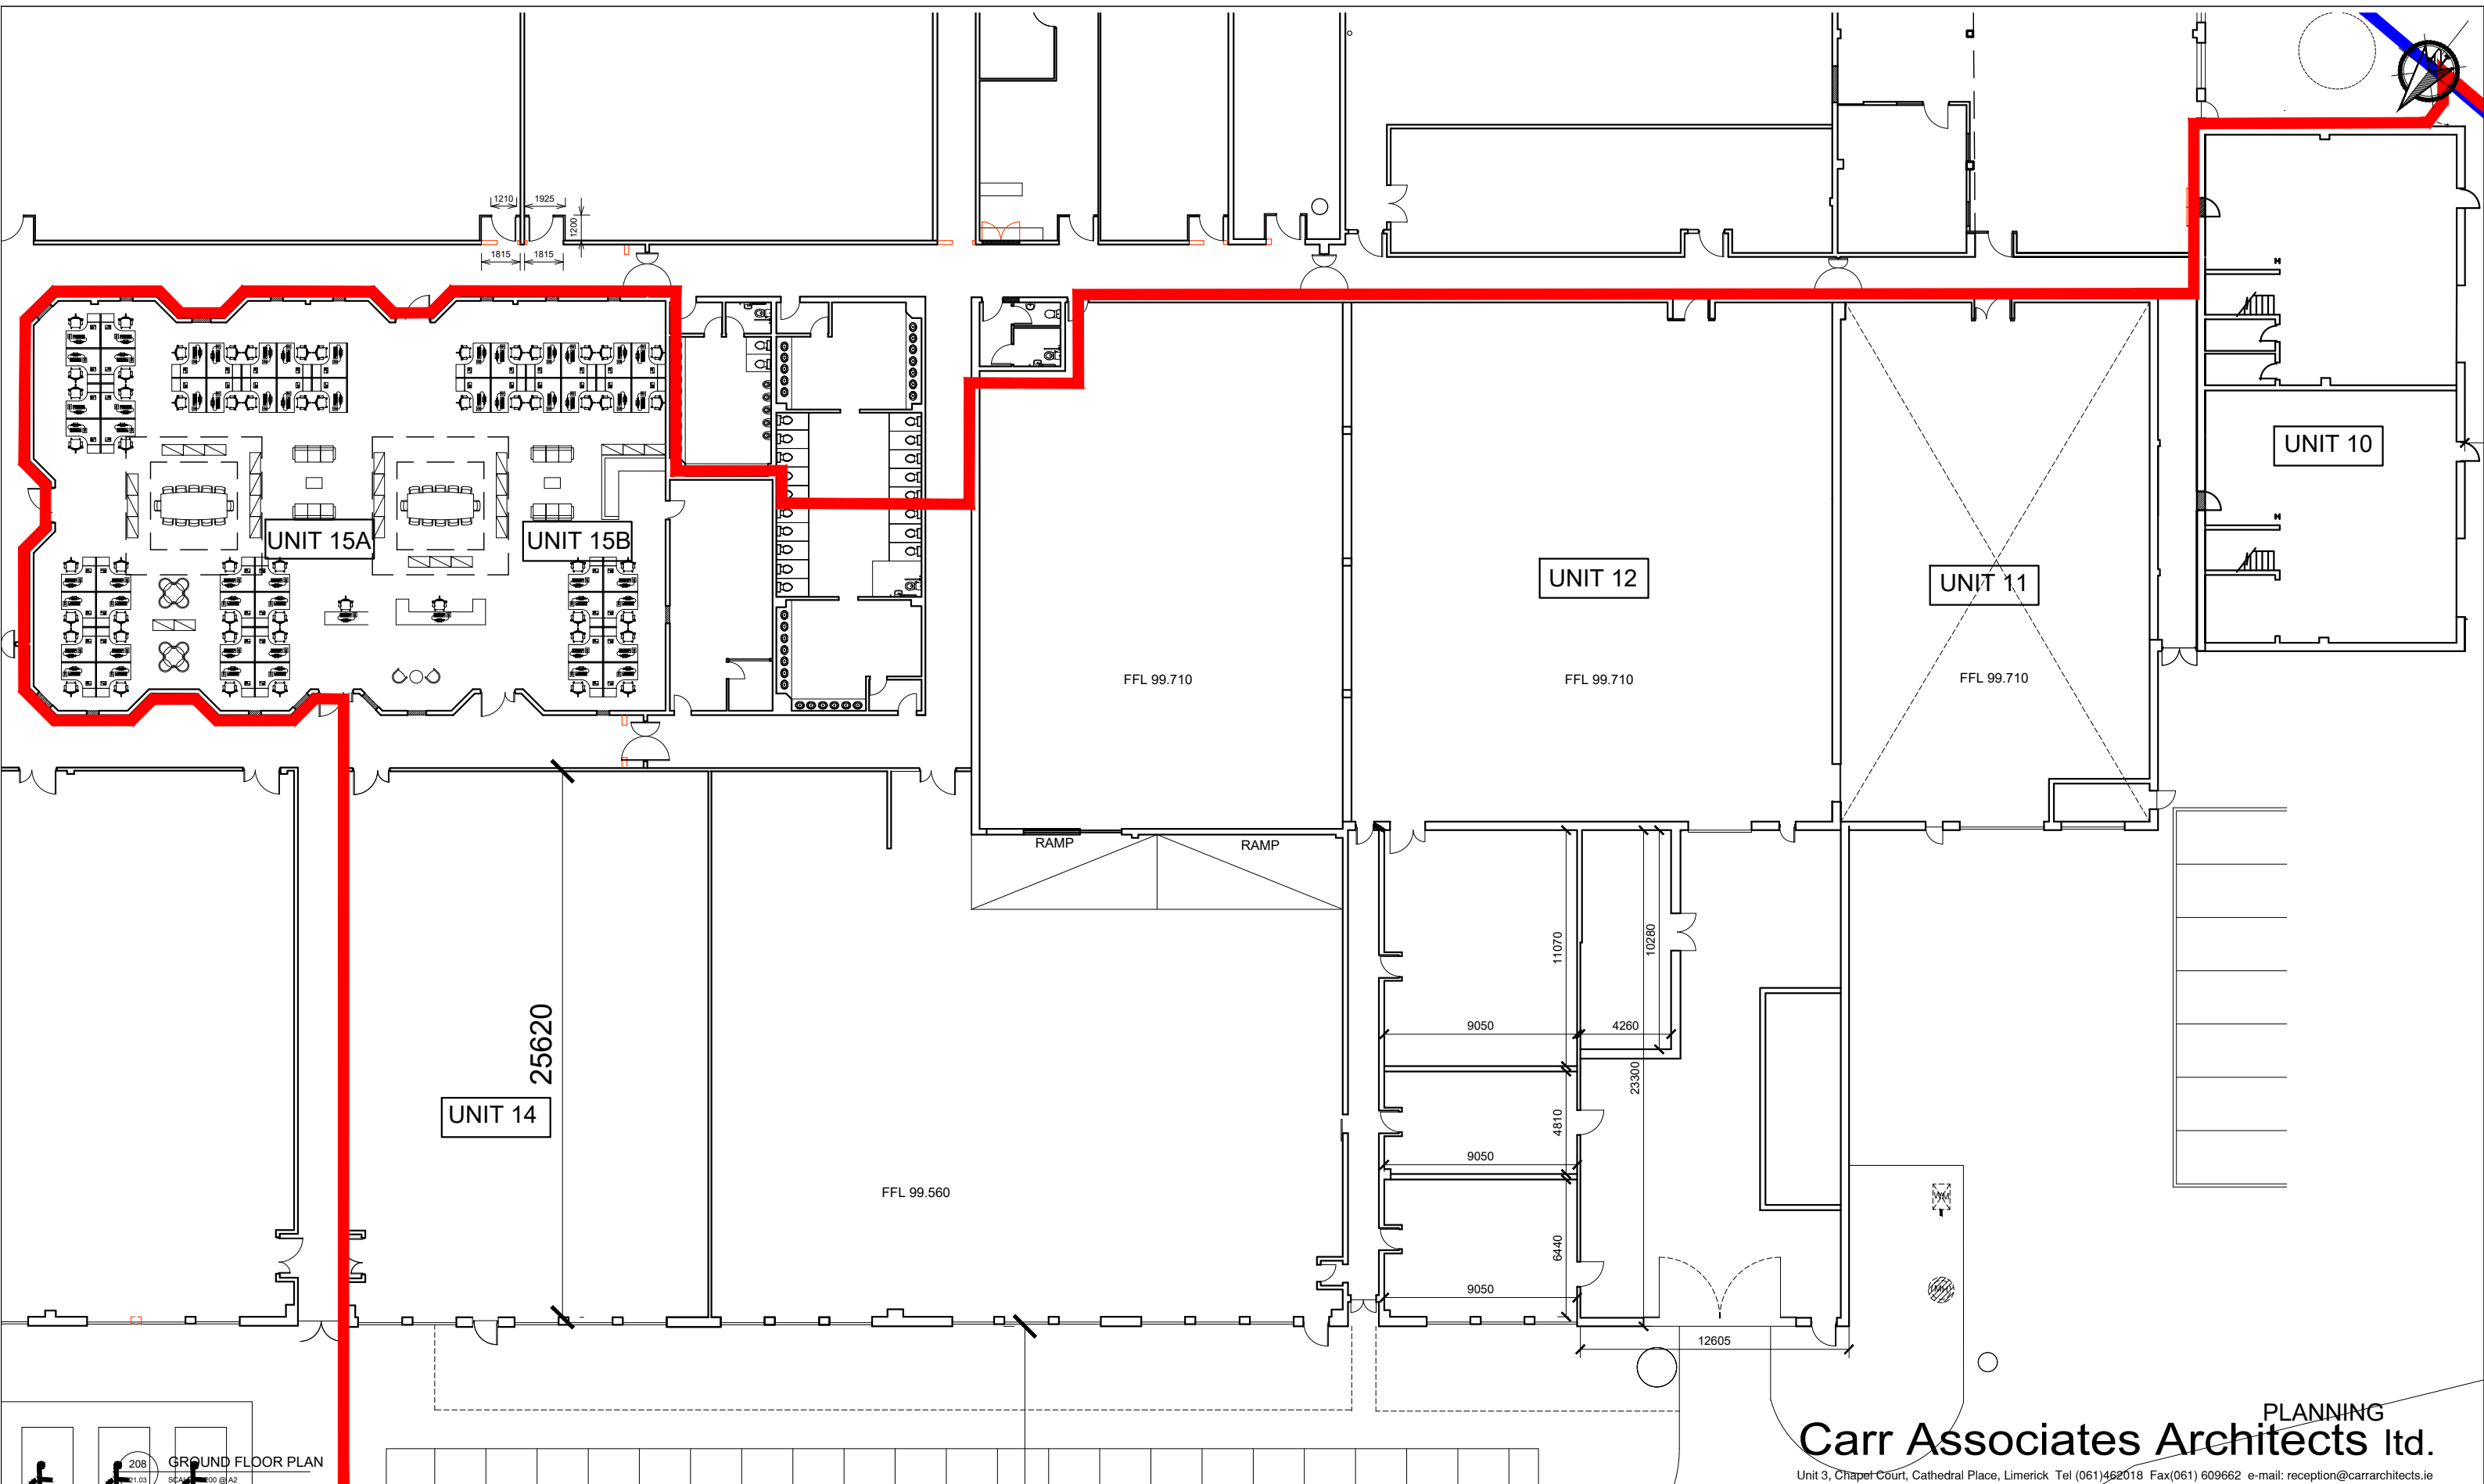 1210
1925
1200
1815
1815
UNIT 10
UNIT 15A
UNIT 15B
UNIT 12
UNIT 11
FFL 99.710
FFL 99.710
FFL 99.710
RAMP
RAMP
11070
10280
25620
9050
4260
23300
UNIT 14
4810
9050
FFL 99.560
6440
9050
12605
PLANNING
Carr Associates Architects ltd.
208
GROUND FLOOR PLAN
21.03
@ A2
Unit 3, Chapel Court, Cathedral Place, Limerick Tel (061)462018 Fax(061) 609662 e-mail: reception@carrarchitects.ie